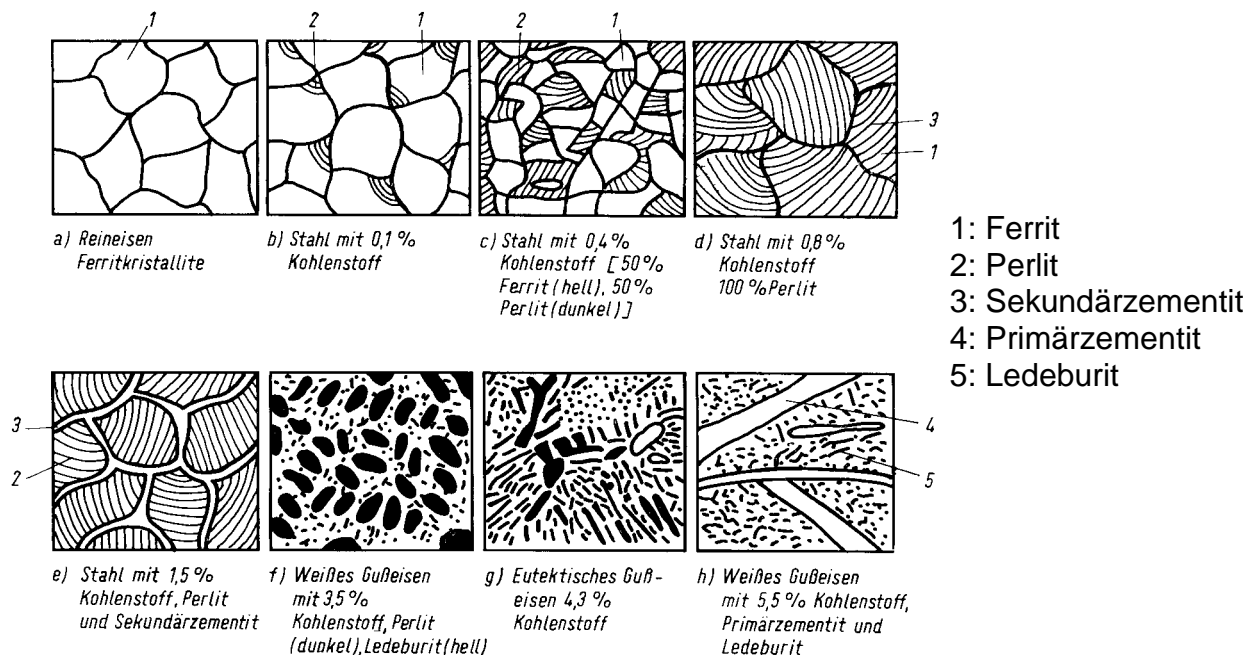 1
2
1
2
1
3
1
a) Reineisen
Ferritkristallite
b) Stahl mit 0,1 %
Kohlenstoff
c) Stahl mit 0,4 %
Kohlenstoff [50%
Ferrit (hell), 50%
Perlit (dunkel)]
d) Stahl mit 0,8 %
Kohlenstoff
100 % Perlit
1: Ferrit
2: Perlit
3: Sekundärzementit
4: Primärzementit
5: Ledeburit
3
2
4
5
e) Stahl mit 1,5 %
Kohlenstoff, Perlit
und Sekundärzementit
f) Weißes Gußeisen
mit 3,5 %
Kohlenstoff, Perlit
(dunkel), Ledeburit (hell)
g) Eutektisches Guß-
eisen 4,3 %
Kohlenstoff
h) Weißes Gußeisen
mit 5,5 % Kohlenstoff,
Primärzementit und
Ledeburit